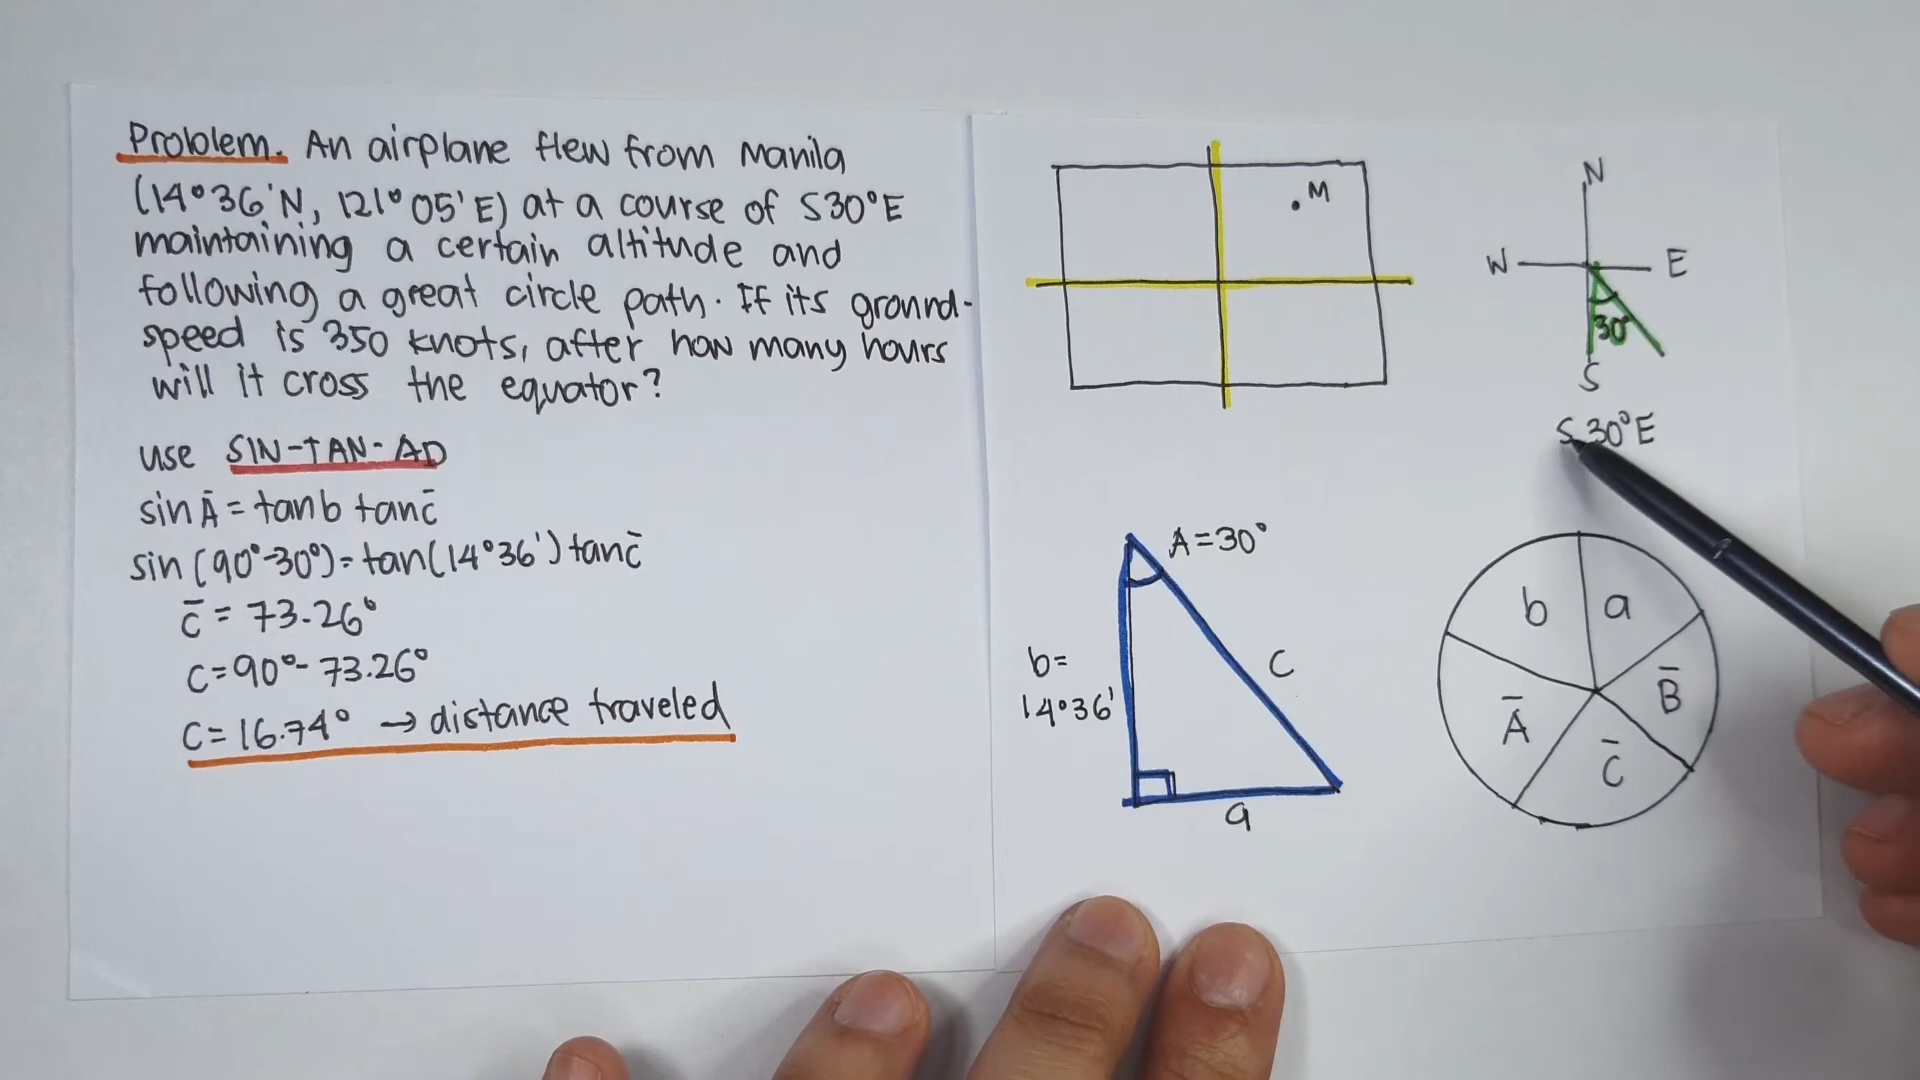 Problem. An airplane flew from Manila
(14°36'N, 121°05'E) at a course of S30°E
maintaining a certain altitude and
following a great circle path. If its ground-
speed is 350 knots, after how many hours
will it cross the equator?
use SIN-TAN-AD
sin A̅ = tan b tan c̅
sin (90°-30°) = tan(14°36') tan c̅
c̅ = 73.26°
c = 90° - 73.26°
c = 16.74° → distance traveled
M
N
W E
30°
S
S30°E
A = 30°
b =
14°36'
c
a
b a
A̅ B̅
c̅